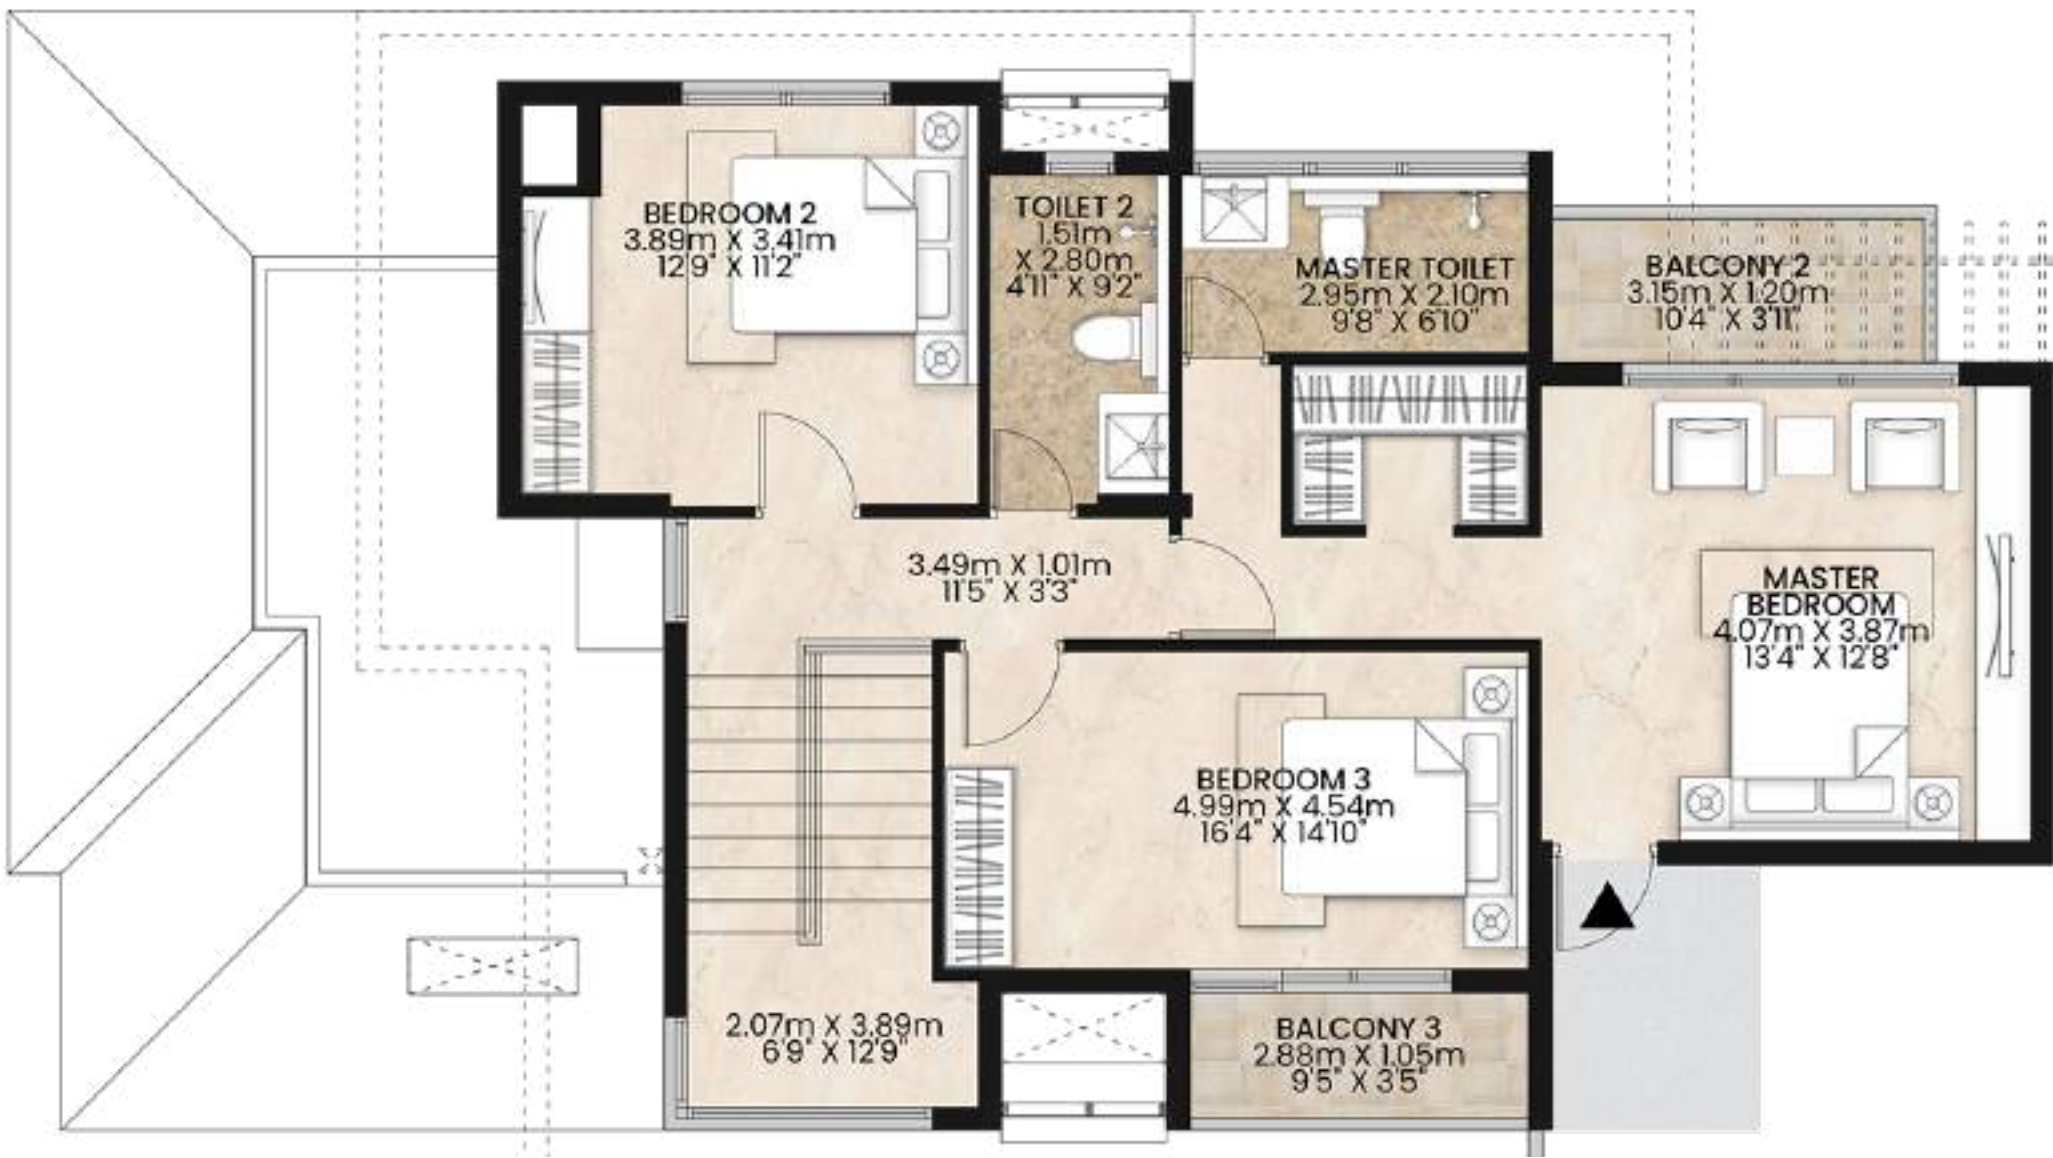 BEDROOM 2
3.89m X 3.41m
12'9" X 11'2"
TOILET 2
1.51m
X 2.80m
4'11" X 9'2"
MASTER TOILET
2.95m X 2.10m
9'8" X 6'10"
BALCONY 2
3.15m X 1.20m
10'4" X 3'11"
3.49m X 1.01m
11'5" X 3'3"
MASTER
BEDROOM
4.07m X 3.87m
13'4" X 12'8"
BEDROOM 3
4.99m X 4.54m
16'4" X 14'10"
2.07m X 3.89m
6'9" X 12'9"
BALCONY 3
2.88m X 1.05m
9'5" X 3'5"